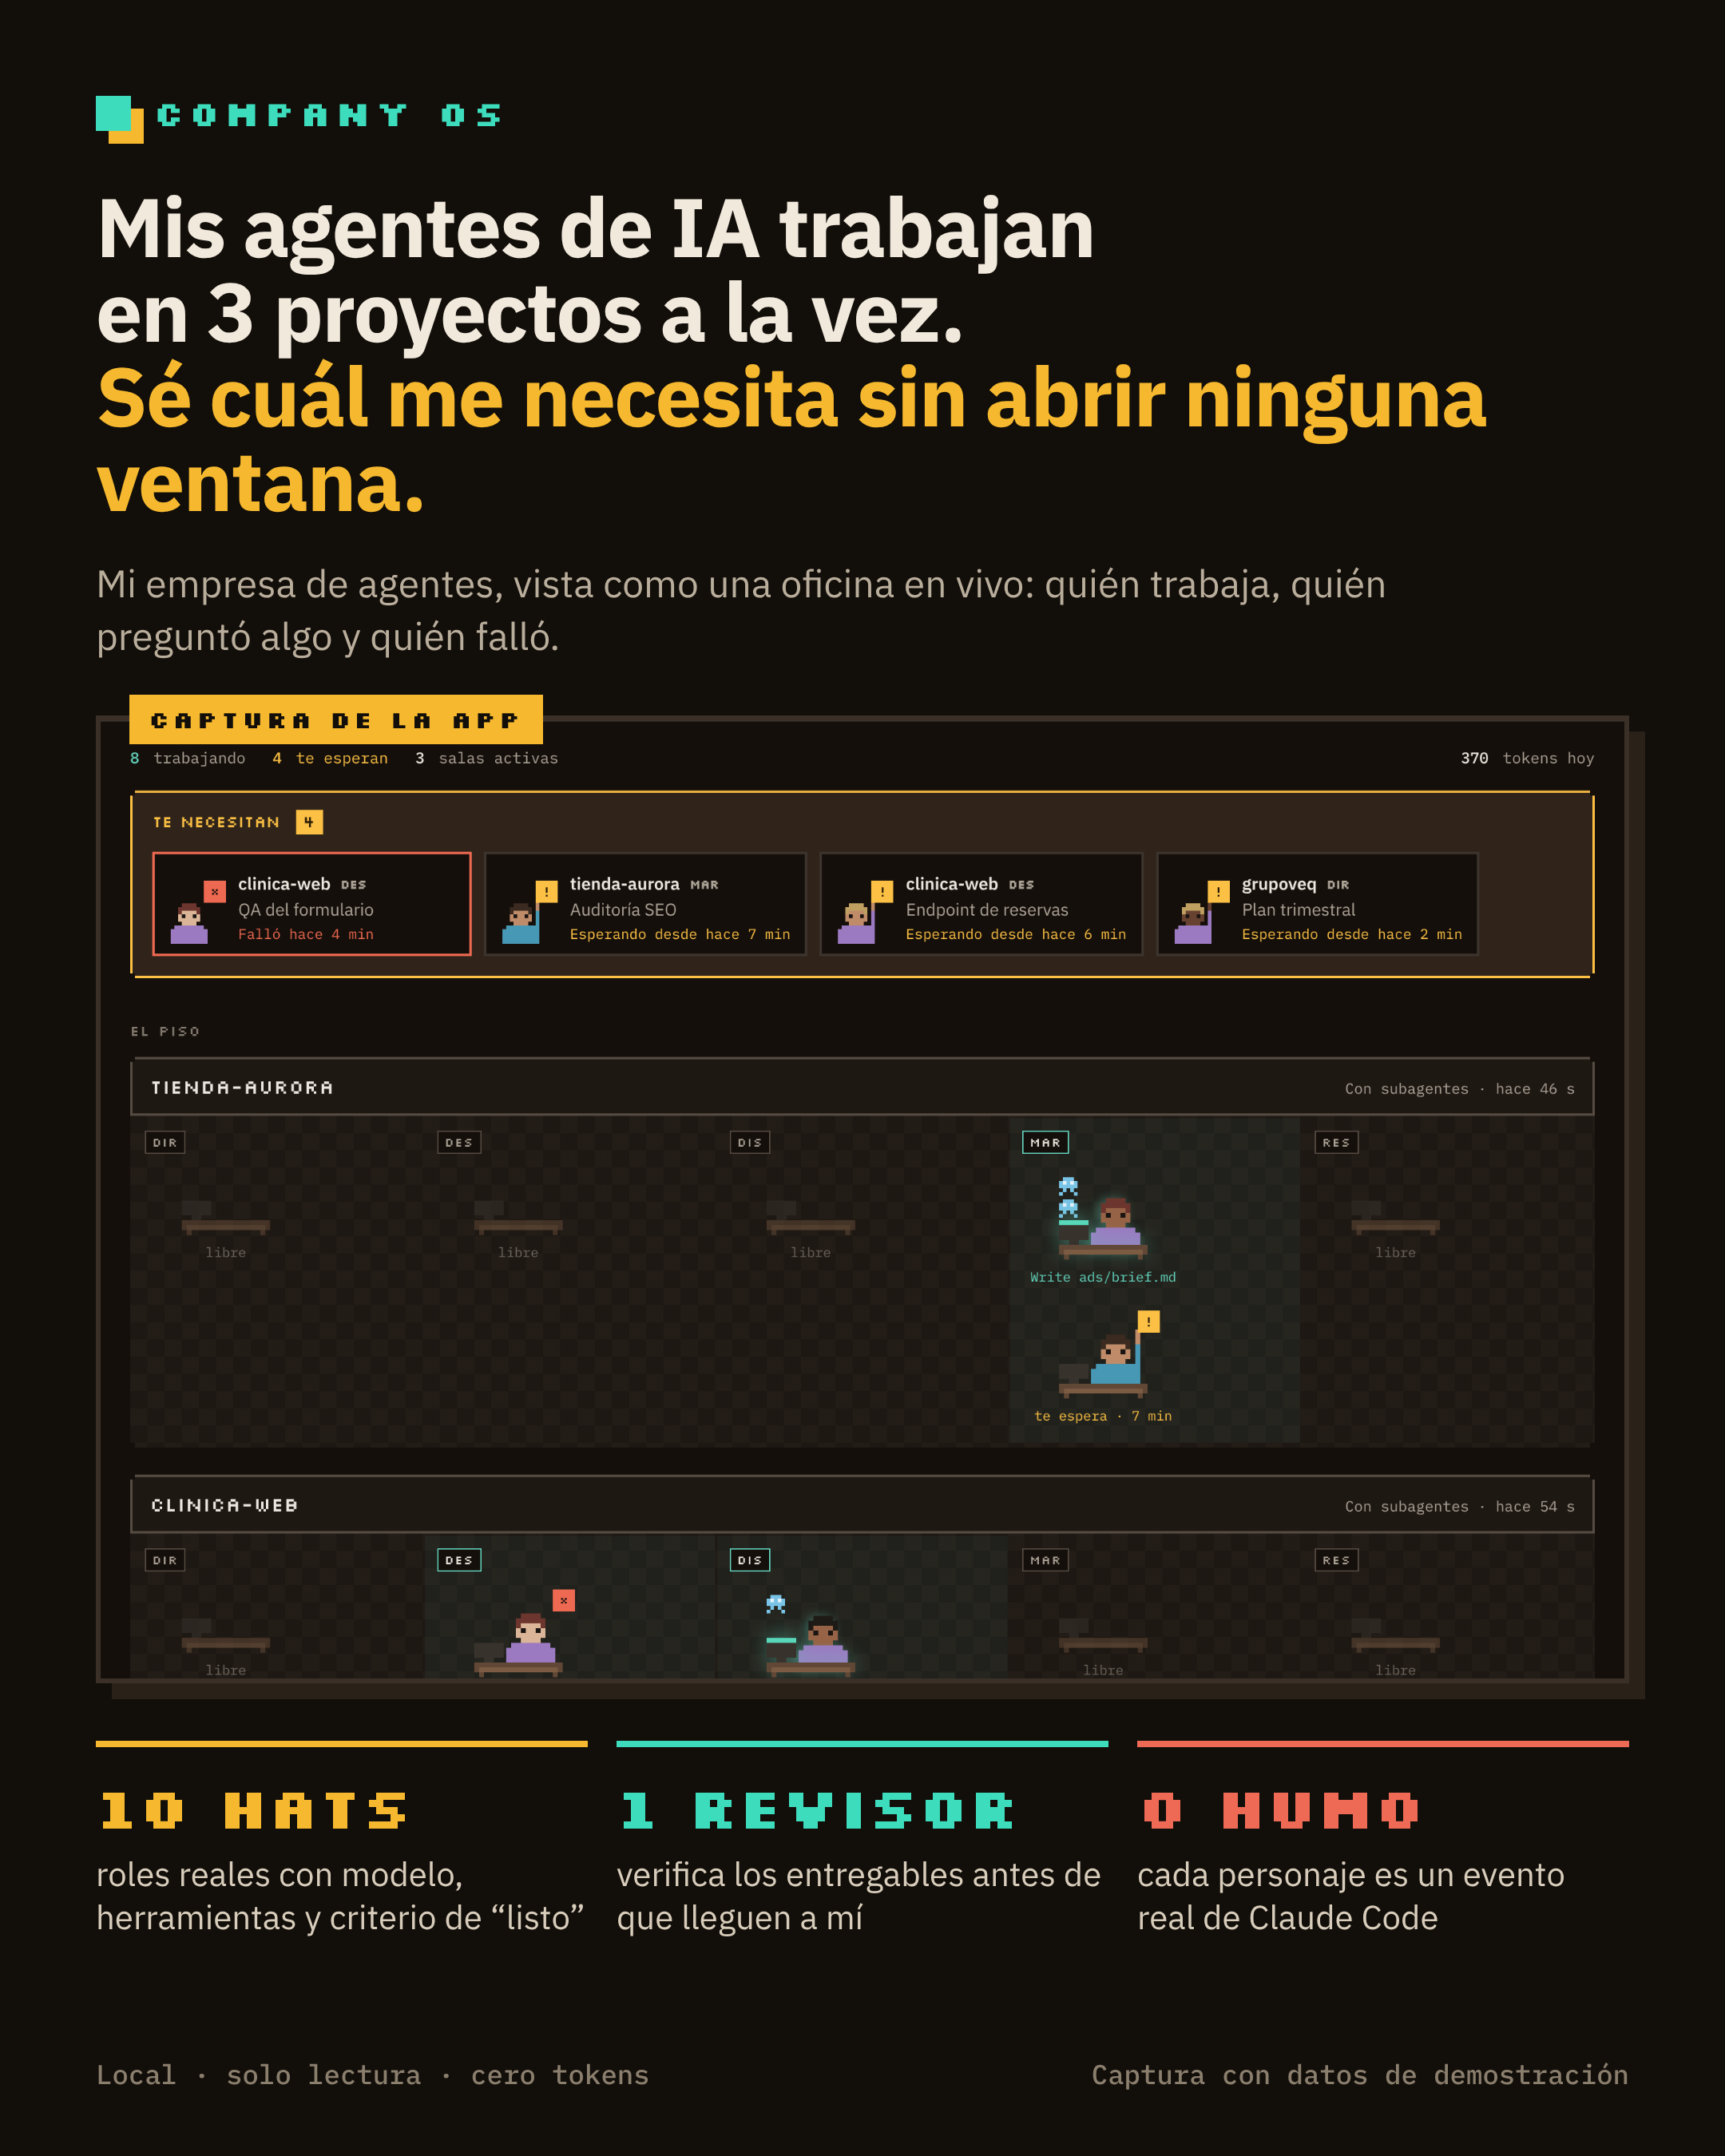 COMPANY OS
Mis agentes de IA trabajan
en 3 proyectos a la vez.
Sé cuál me necesita sin abrir ninguna
ventana.
Mi empresa de agentes, vista como una oficina en vivo: quién trabaja, quién
preguntó algo y quién falló.
CAPTURA DE LA APP
8 trabajando 4 te esperan 3 salas activas 370 tokens hoy
TE NECESITAN 4
clinica-web DES
QA del formulario
Falló hace 4 min
tienda-aurora MAR
Auditoría SEO
Esperando desde hace 7 min
clinica-web DES
Endpoint de reservas
Esperando desde hace 6 min
grupoveq DIR
Plan trimestral
Esperando desde hace 2 min
EL PISO
TIENDA-AURORA Con subagentes · hace 46 s
DIR DES DIS MAR RES
libre libre libre libre
Write ads/brief.md
!
te espera · 7 min
CLINICA-WEB Con subagentes · hace 54 s
DIR DES DIS MAR RES
libre libre libre
10 HATS
roles reales con modelo,
herramientas y criterio de “listo”
1 REVISOR
verifica los entregables antes de
que lleguen a mí
0 HUMO
cada personaje es un evento
real de Claude Code
Local · solo lectura · cero tokens
Captura con datos de demostración